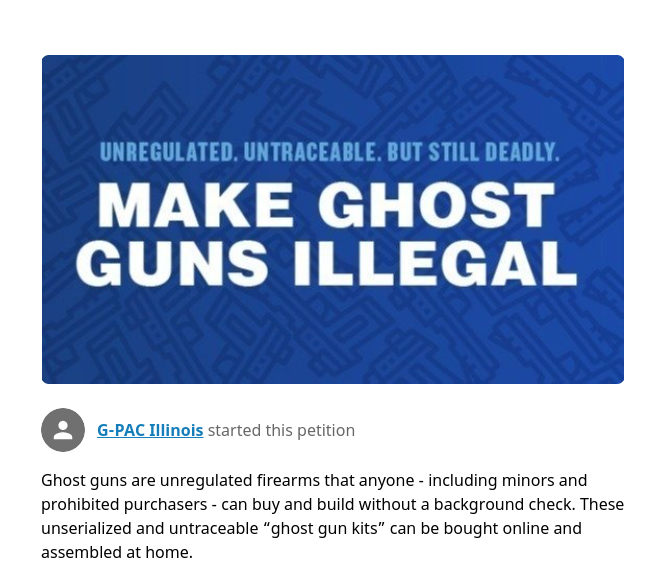 UNREGULATED. UNTRACEABLE. BUT STILL DEADLY.
MAKE GHOST
GUNS ILLEGAL
G-PAC Illinois started this petition
Ghost guns are unregulated firearms that anyone - including minors and
prohibited purchasers - can buy and build without a background check. These
unserialized and untraceable “ghost gun kits” can be bought online and
assembled at home.